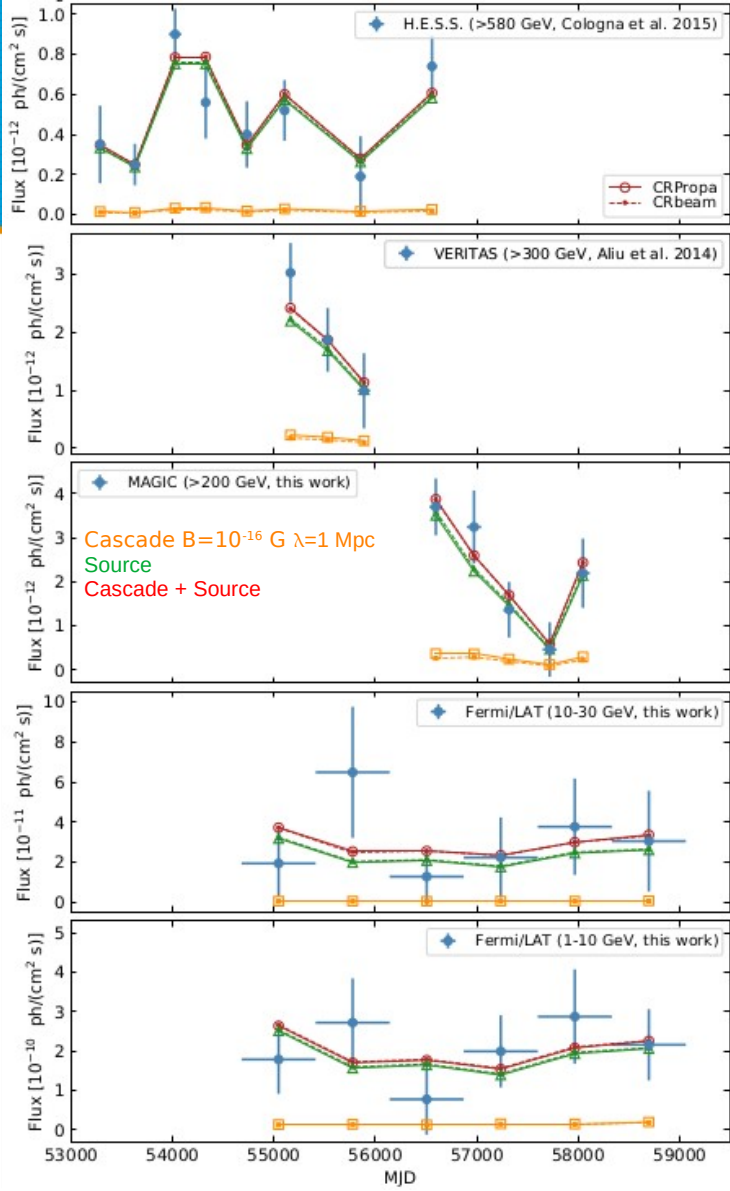 H.E.S.S. (>580 GeV, Cologna et al. 2015)
Flux [10⁻¹² ph/(cm² s)]
1.0
0.8
0.6
0.4
0.2
0.0
CRPropa
CRbeam
VERITAS (>300 GeV, Aliu et al. 2014)
Flux [10⁻¹² ph/(cm² s)]
3
2
1
0
MAGIC (>200 GeV, this work)
Flux [10⁻¹² ph/(cm² s)]
4
3
2
1
0
Cascade B=10⁻¹⁶ G λ=1 Mpc
Source
Cascade + Source
Fermi/LAT (10-30 GeV, this work)
Flux [10⁻¹¹ ph/(cm² s)]
10
8
6
4
2
0
Fermi/LAT (1-10 GeV, this work)
Flux [10⁻¹⁰ ph/(cm² s)]
5
4
3
2
1
0
53000 54000 55000 56000 57000 58000 59000
MJD